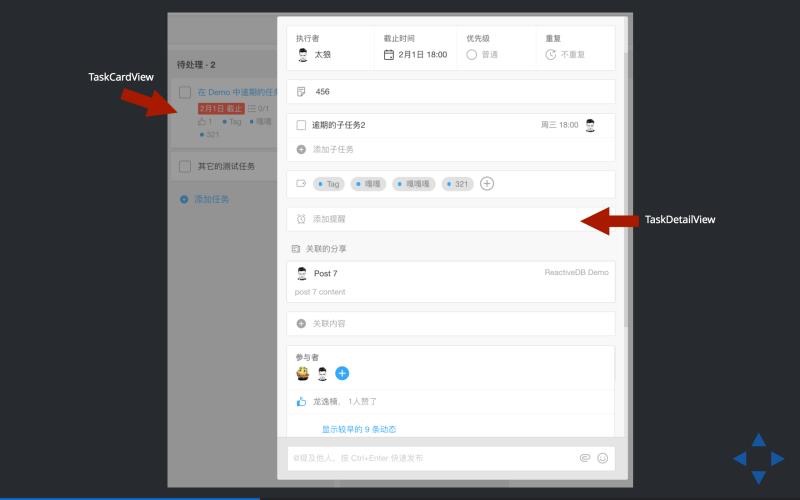 TaskCardView
待处理 · 2
在 Demo 中逾期的任务
2月1日 截止 0/1
1 Tag 嘎嘎
321
其它的测试任务
添加任务
执行者 截止时间 优先级 重复
太狼 2月1日 18:00 普通 不重复
456
逾期的子任务2 周三 18:00
添加子任务
Tag 嘎嘎 嘎嘎嘎 321
添加提醒
TaskDetailView
关联的分享
Post 7 ReactiveDB Demo
post 7 content
关联内容
参与者
龙逸楠, 1人赞了
显示较早的 9 条动态
@提及他人, 按 Ctrl+Enter 快速发布